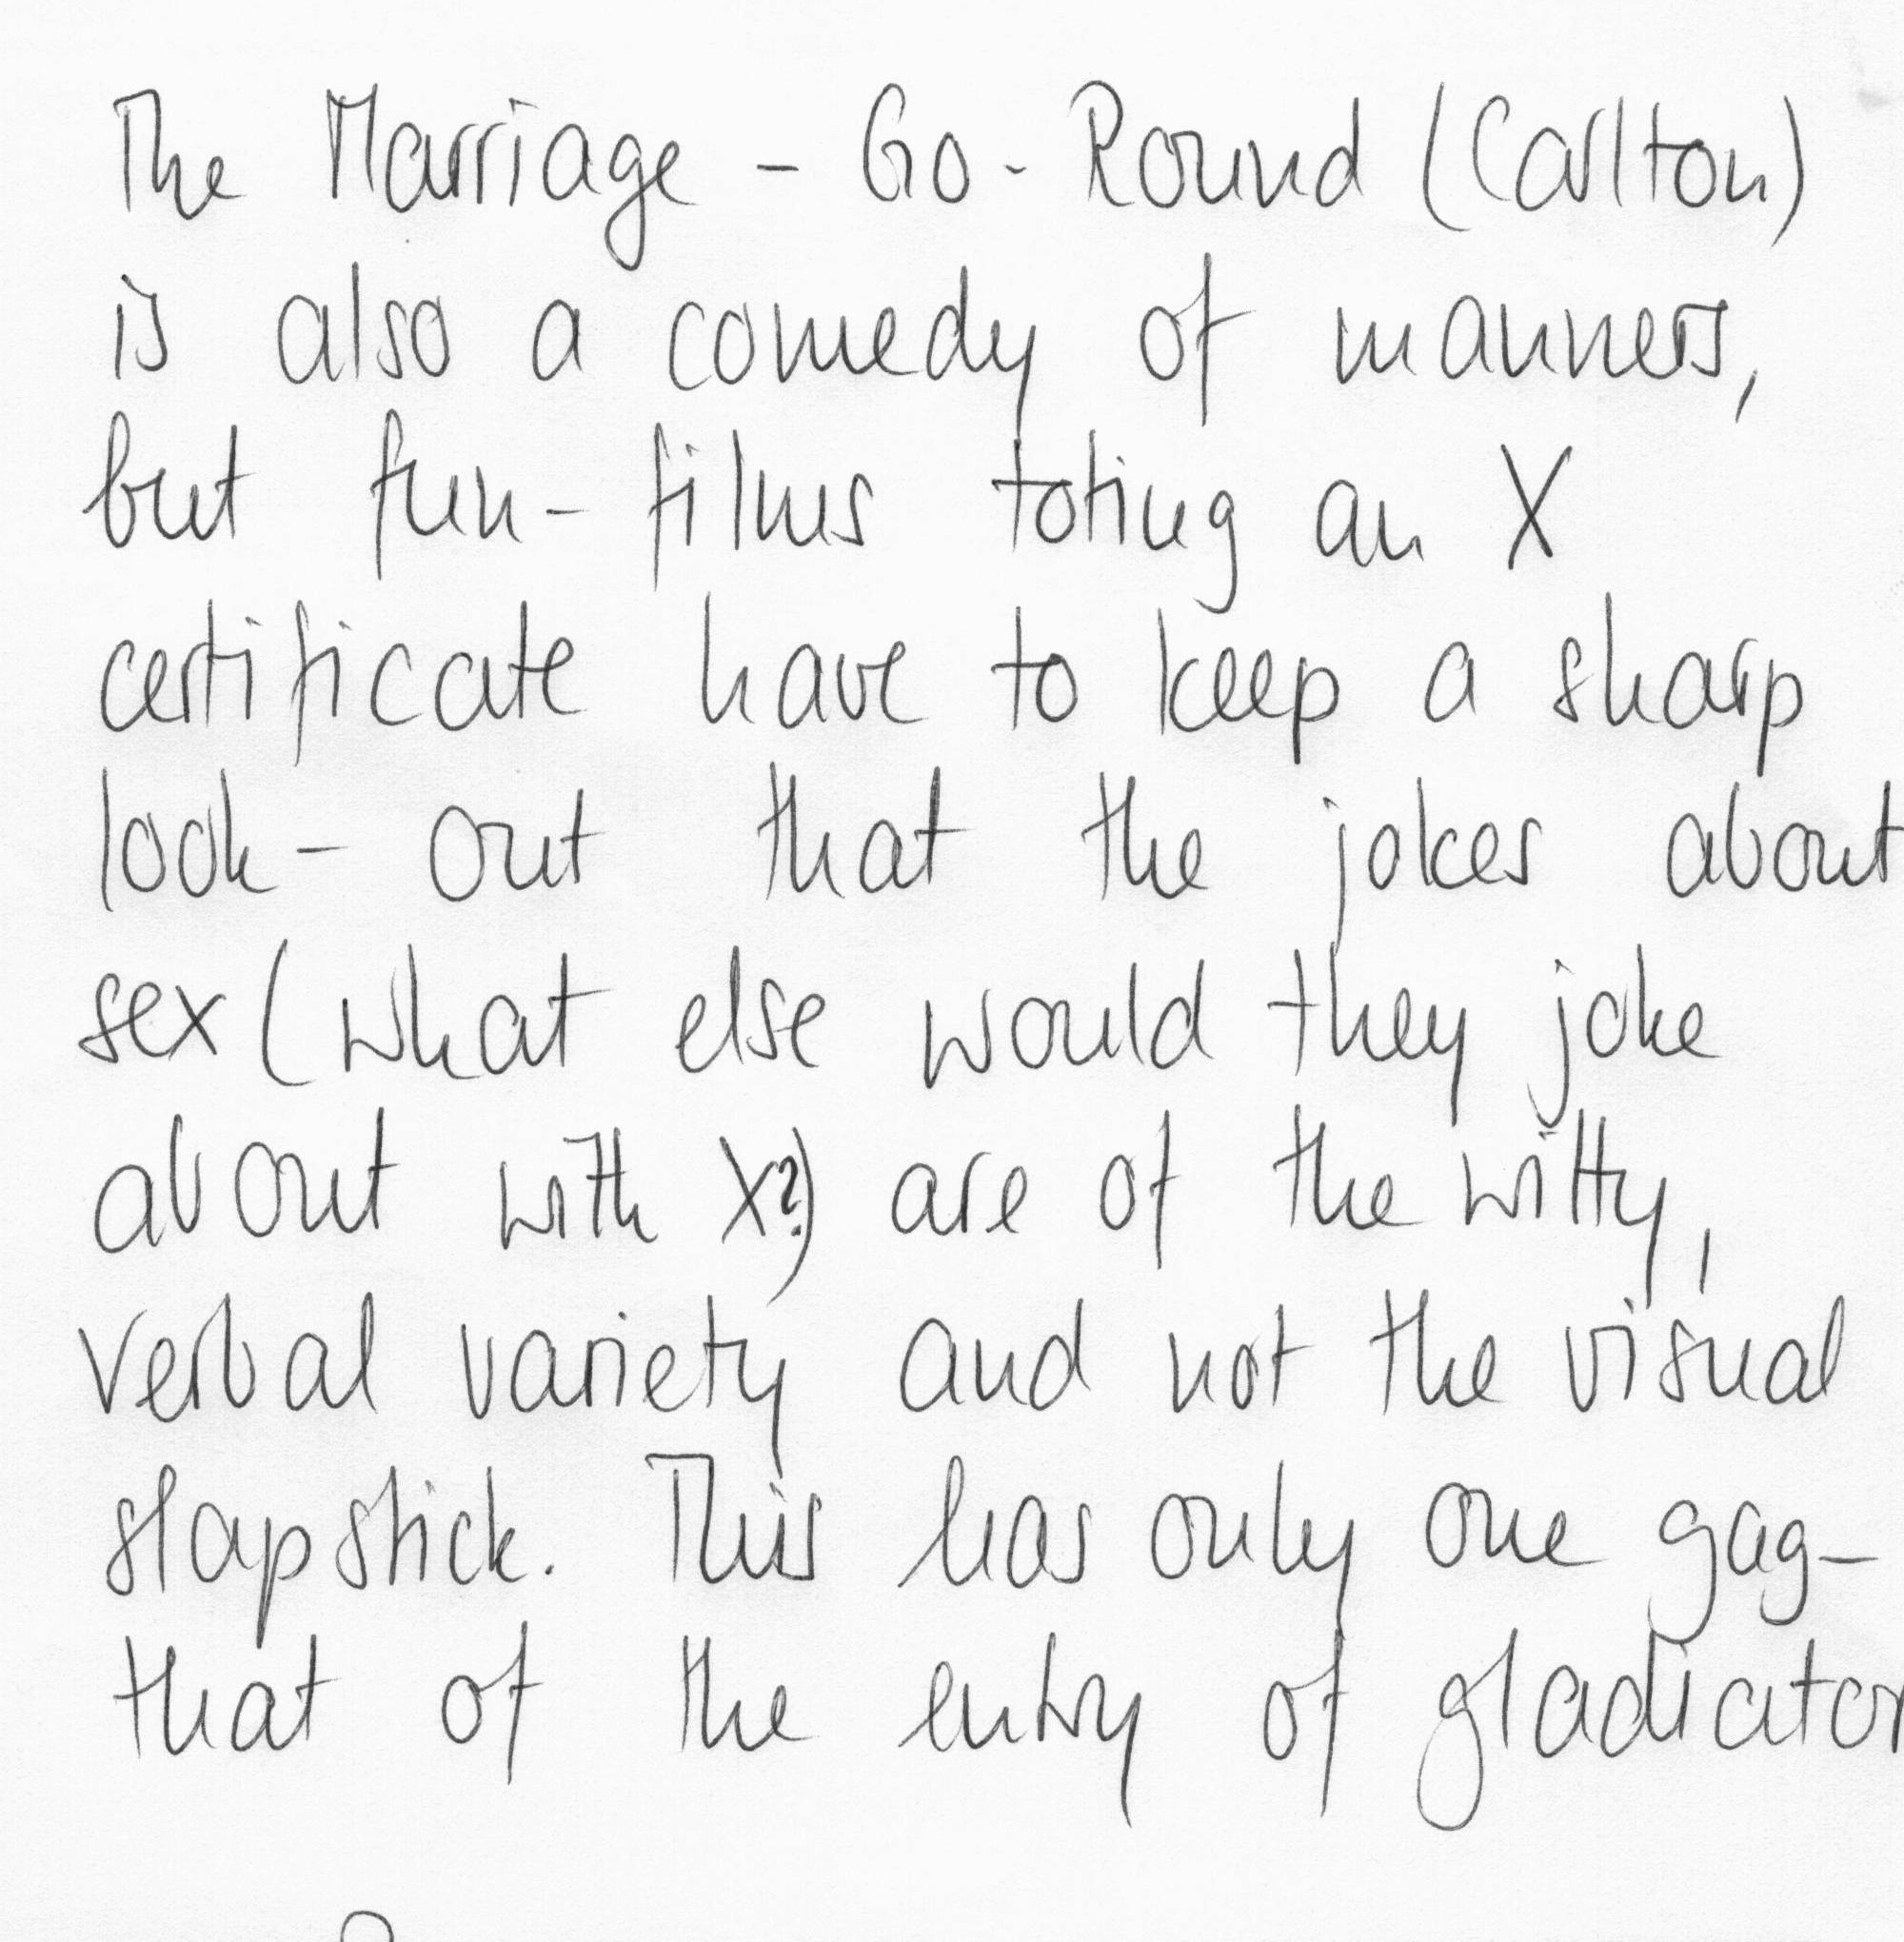 The Marriage - Go - Round (Carlton)
is also a comedy of manners,
but fun- films toting an X
certificate have to keep a sharp
look- out that the jokes about
sex (what else would they joke
about with X?) are of the witty,
verbal variety and not the visual
slapstick. This has only one gag-
that of the entry of gladiator